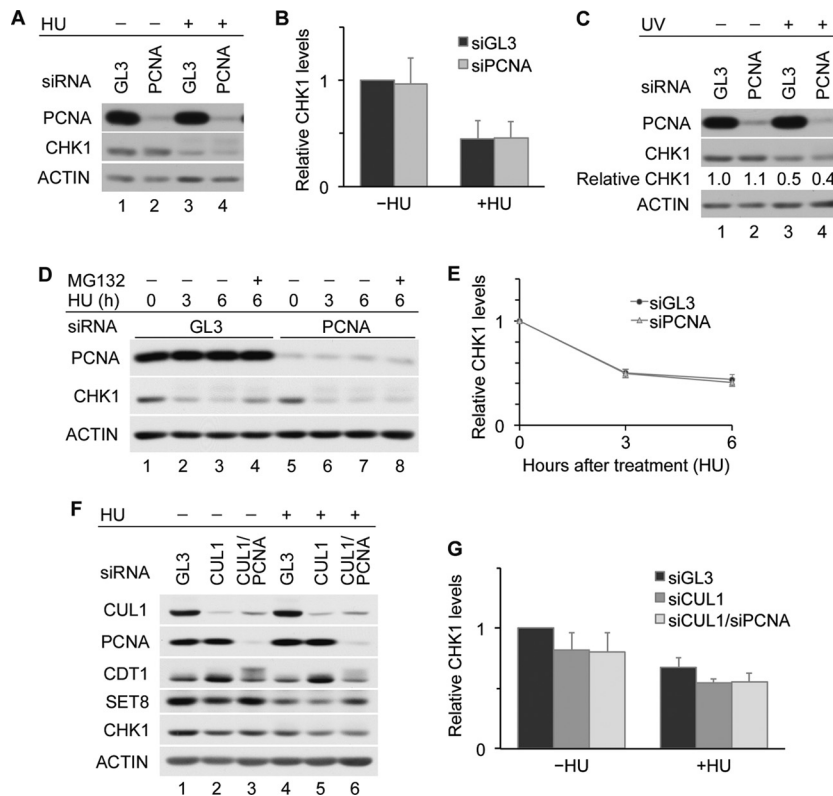 A
HU − − + +
siRNA GL3 PCNA GL3 PCNA
PCNA
CHK1
ACTIN
1 2 3 4
B
siGL3
siPCNA
Relative CHK1 levels
1
0
−HU +HU
C
UV − − + +
siRNA GL3 PCNA GL3 PCNA
PCNA
CHK1
Relative CHK1 1.0 1.1 0.5 0.4
ACTIN
1 2 3 4
D
MG132 − − − + − − − +
HU (h) 0 3 6 6 0 3 6 6
siRNA GL3 PCNA
PCNA
CHK1
ACTIN
1 2 3 4 5 6 7 8
E
siGL3
siPCNA
Relative CHK1 levels
1
0
0 3 6
Hours after treatment (HU)
F
HU − − − + + +
siRNA GL3 CUL1 CUL1/PCNA GL3 CUL1 CUL1/PCNA
CUL1
PCNA
CDT1
SET8
CHK1
ACTIN
1 2 3 4 5 6
G
siGL3
siCUL1
siCUL1/siPCNA
Relative CHK1 levels
1
0
−HU +HU